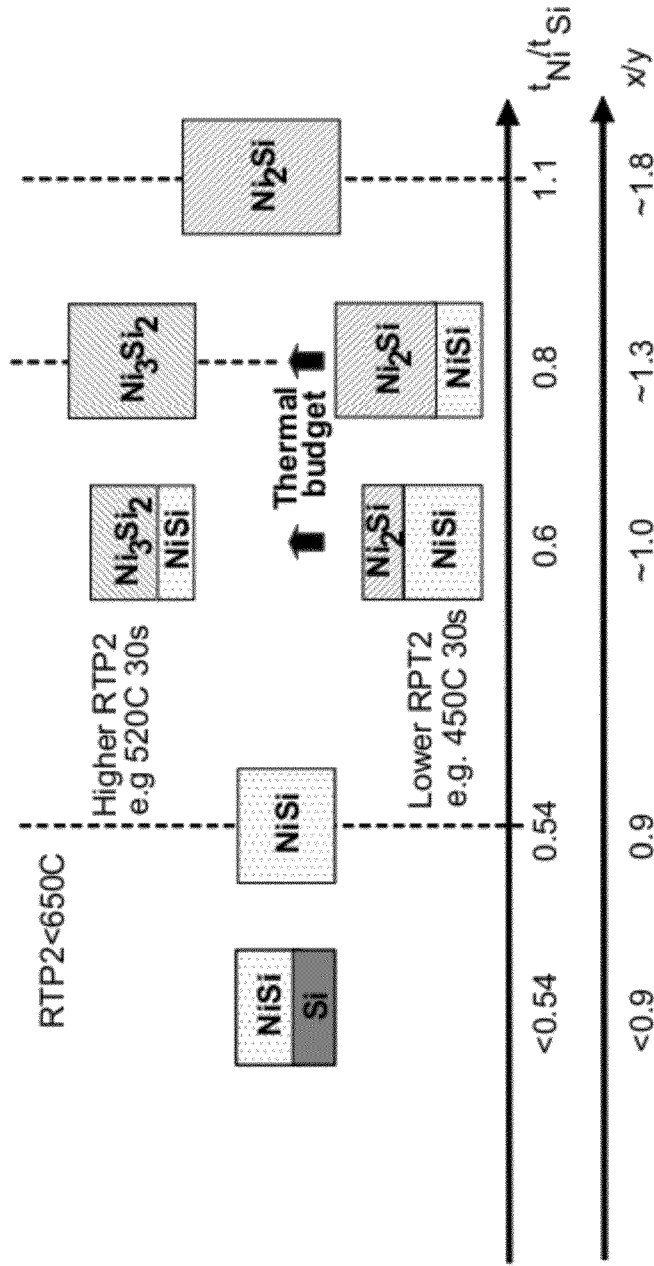 RTP2<650C
Higher RTP2
e.g 520C 30s
Ni3Si2
NiSi
Ni3Si2
Thermal
budget
NiSi
Si
NiSi
Ni2Si
Lower RPT2
e.g. 450C 30s
Ni2Si
NiSi
Ni2Si
NiSi
<0.54 0.54 0.6 0.8 1.1 tNi/tSi
<0.9 0.9 ~1.0 ~1.3 ~1.8 x/y